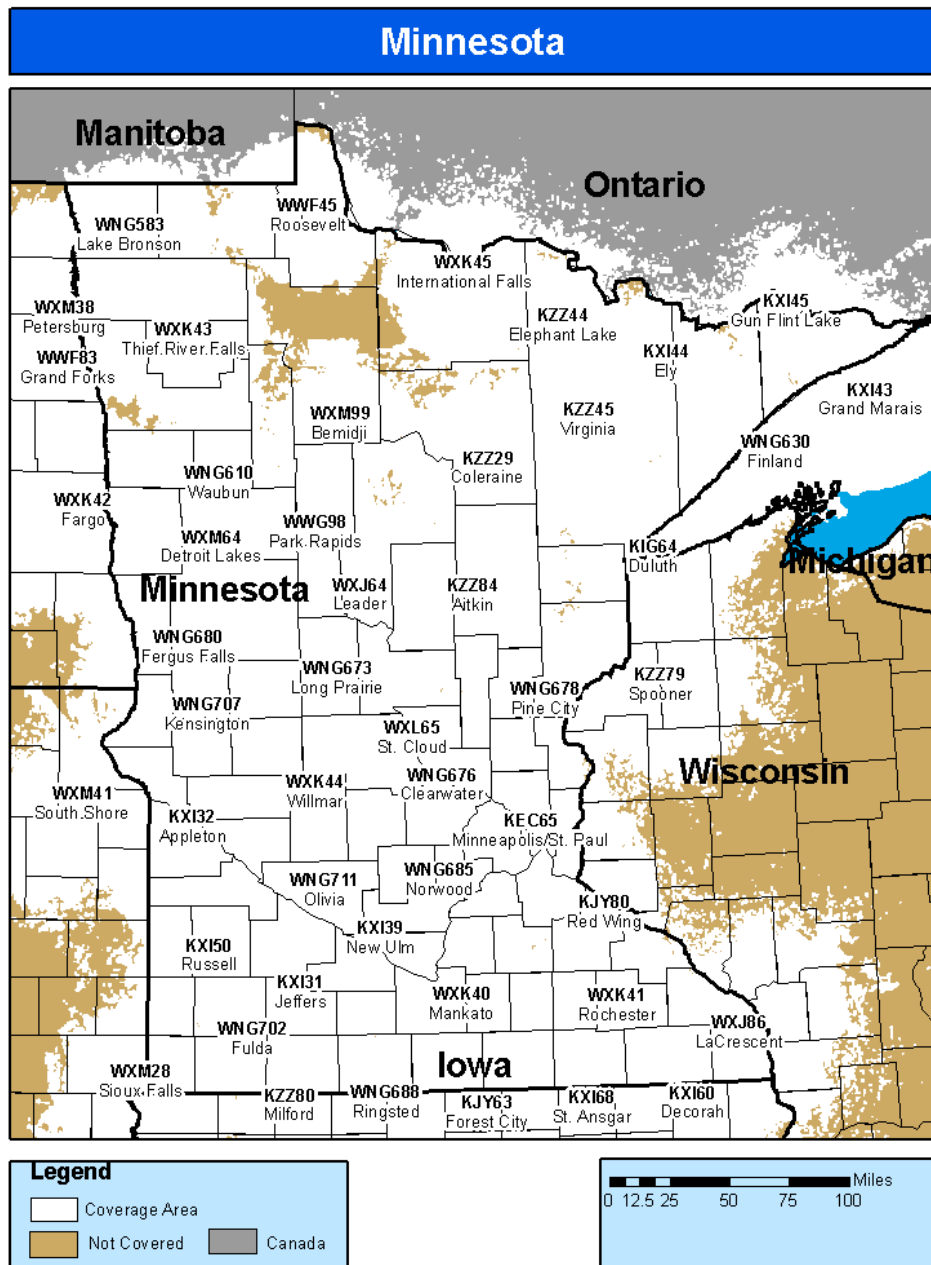 Minnesota
Manitoba
Ontario
WNG583
Lake Bronson
WWF45
Roosevelt
WXK45
International Falls
WXM38
Petersburg
WXK43
Thief.River.Falls
KZZ44
Elephant Lake
KXI45
Gun Flint Lake
WWF83
Grand Forks
KXI44
Ely
KXI43
Grand Marais
WXM99
Bemidji
KZZ45
Virginia
WNG630
Finland
WNG610
Waubun
KZZ29
Coleraine
WXK42
Fargo
WXM64
Detroit Lakes
WWG98
Park.Rapids
KIG64
Duluth
Michigan
Minnesota
WXJ64
Leader
KZZ84
Aitkin
WNG680
Fergus Falls
WNG673
Long Prairie
WNG678
Pine City
KZZ79
Spooner
WNG707
Kensington
WXL65
St. Cloud
Wisconsin
WXM41
South.Shore
WXK44
Willmar
WNG676
Clearwater
KXI32
Appleton
KEC65
Minneapolis/St. Paul
WNG711
Olivia
WNG685
Norwood
KJY80
Red Wing
KXI50
Russell
KXI39
New Ulm
KXI31
Jeffers
WXK40
Mankato
WXK41
Rochester
WNG702
Fulda
WXJ86
LaCrescent
Iowa
WXM28
Sioux.Falls
KZZ80
Milford
WNG688
Ringsted
KJY63
Forest City
KXI68
St. Ansgar
KXI60
Decorah
Legend
Coverage Area
Not Covered
Canada
Miles
0 12.5 25 50 75 100